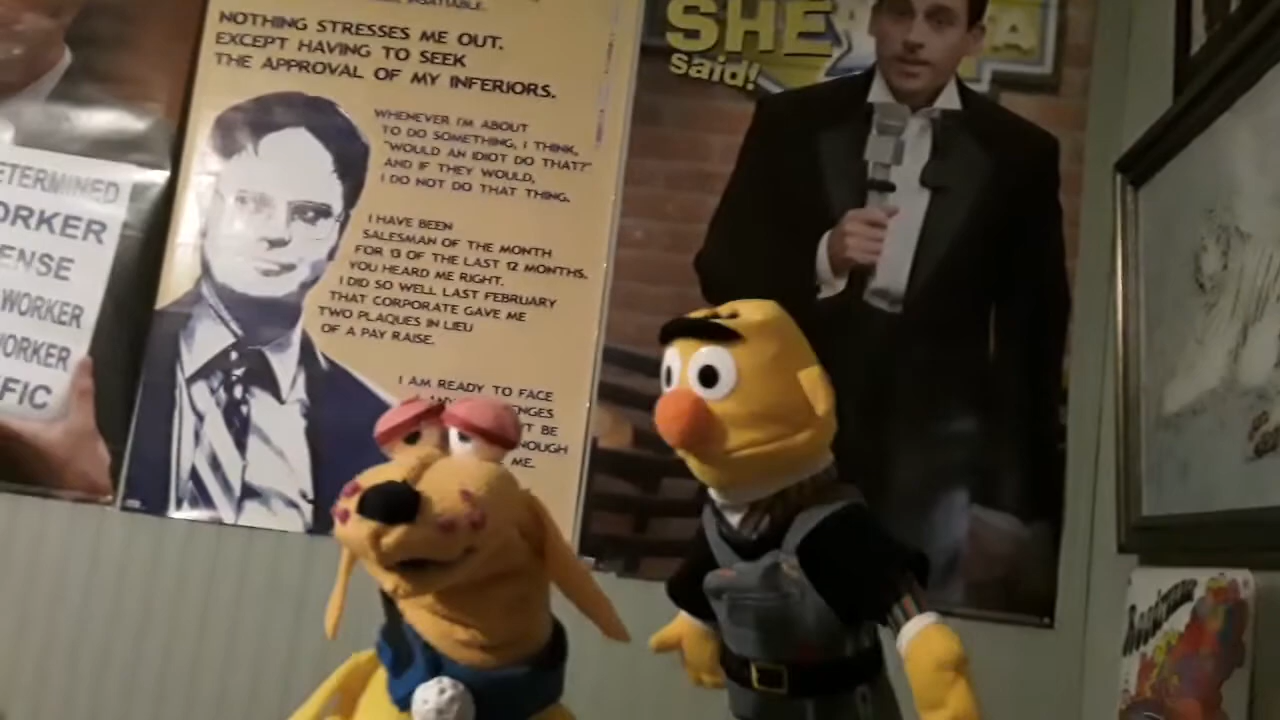 INSATIABLE.
NOTHING STRESSES ME OUT.
EXCEPT HAVING TO SEEK
THE APPROVAL OF MY INFERIORS.
WHENEVER I'M ABOUT
TO DO SOMETHING, I THINK,
"WOULD AN IDIOT DO THAT?"
AND IF THEY WOULD,
I DO NOT DO THAT THING.
I HAVE BEEN
SALESMAN OF THE MONTH
FOR 13 OF THE LAST 12 MONTHS.
YOU HEARD ME RIGHT.
I DID SO WELL LAST FEBRUARY
THAT CORPORATE GAVE ME
TWO PLAQUES IN LIEU
OF A PAY RAISE.
I AM READY TO FACE
ENGES
T BE
NOUGH
ME.
ETERMINED
ORKER
ENSE
WORKER
WORKER
FIC
SHE
said!